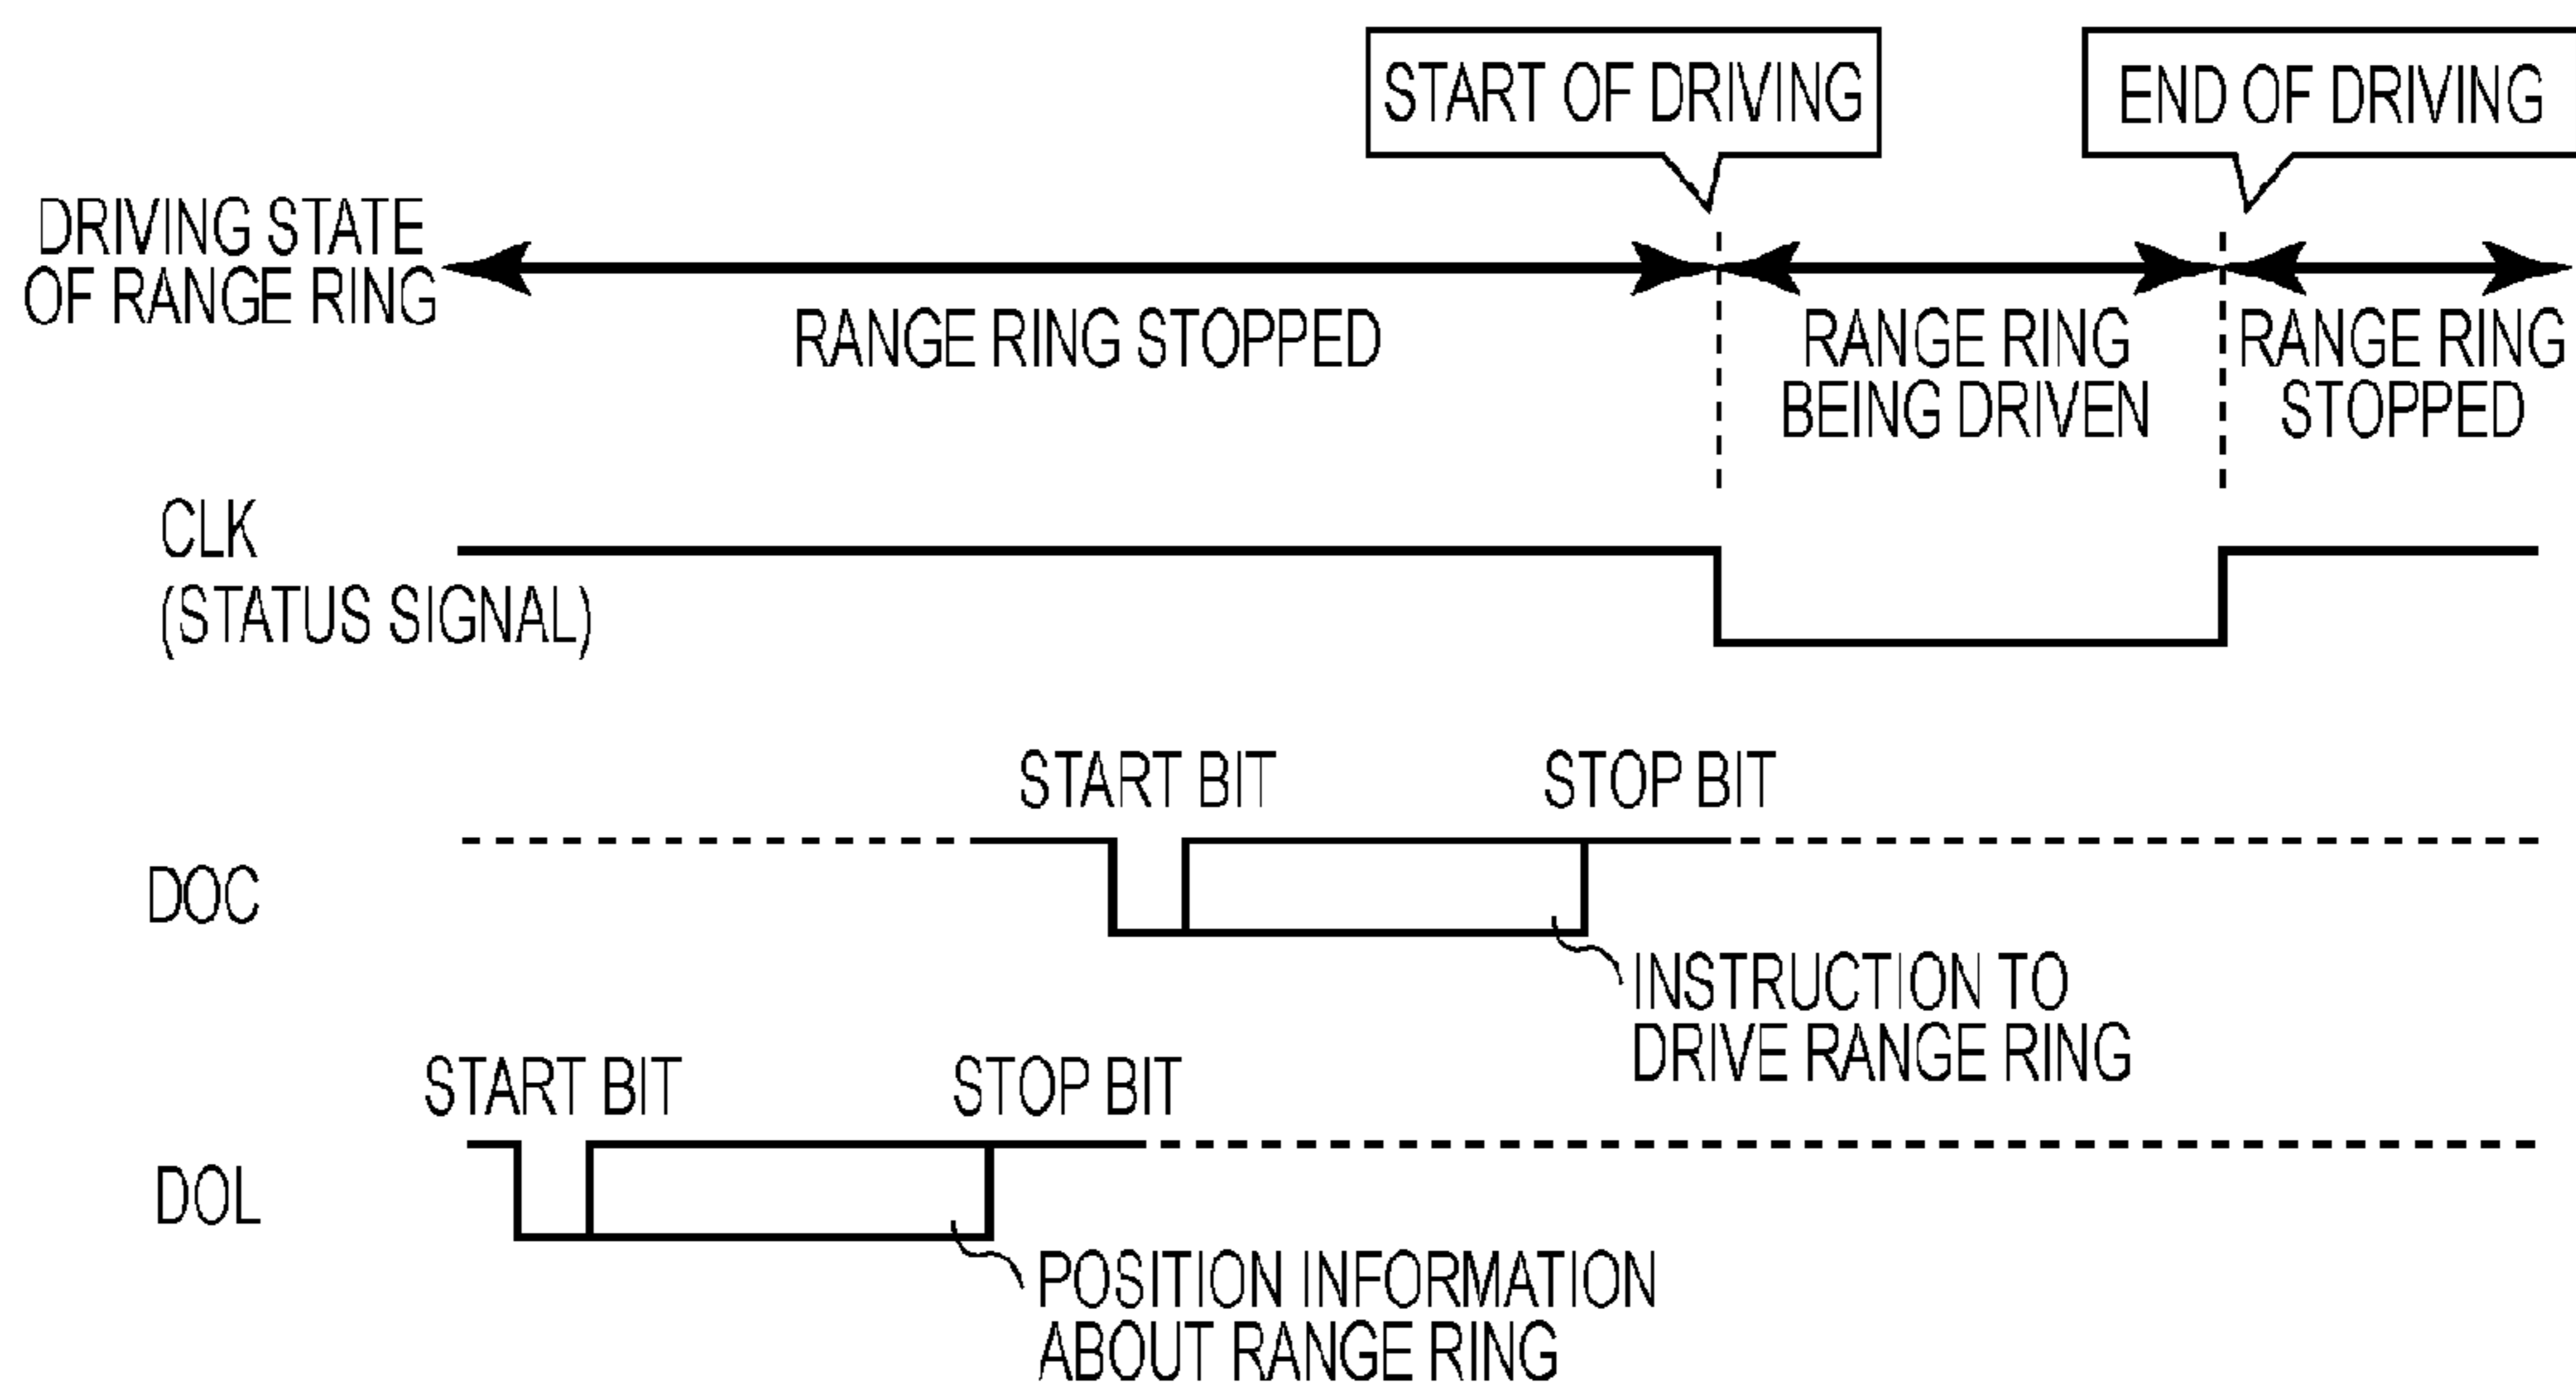 START OF DRIVING
END OF DRIVING
DRIVING STATE
OF RANGE RING
RANGE RING STOPPED
RANGE RING
BEING DRIVEN
RANGE RING
STOPPED
CLK
(STATUS SIGNAL)
START BIT
STOP BIT
DOC
INSTRUCTION TO
DRIVE RANGE RING
START BIT
STOP BIT
DOL
POSITION INFORMATION
ABOUT RANGE RING